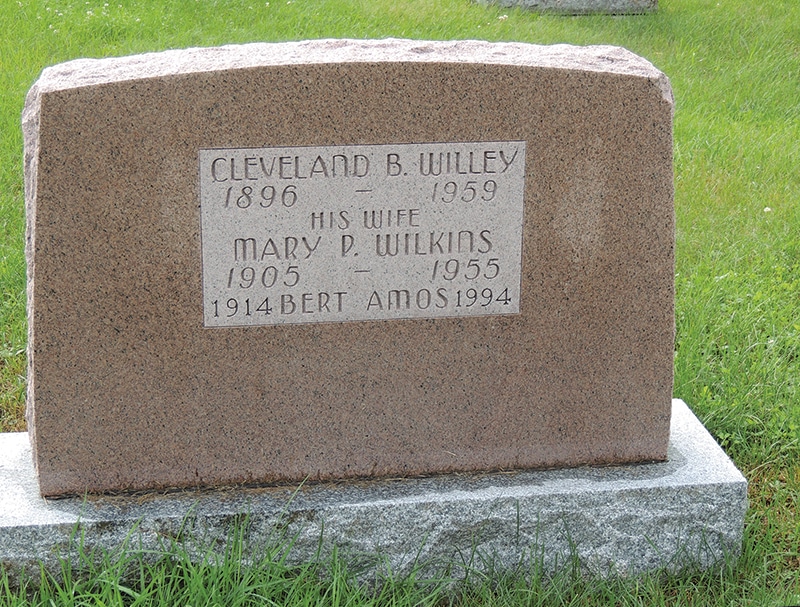 CLEVELAND B. WILLEY
1896 – 1959
HIS WIFE
MARY P. WILKINS
1905 – 1955
1914 BERT AMOS 1994